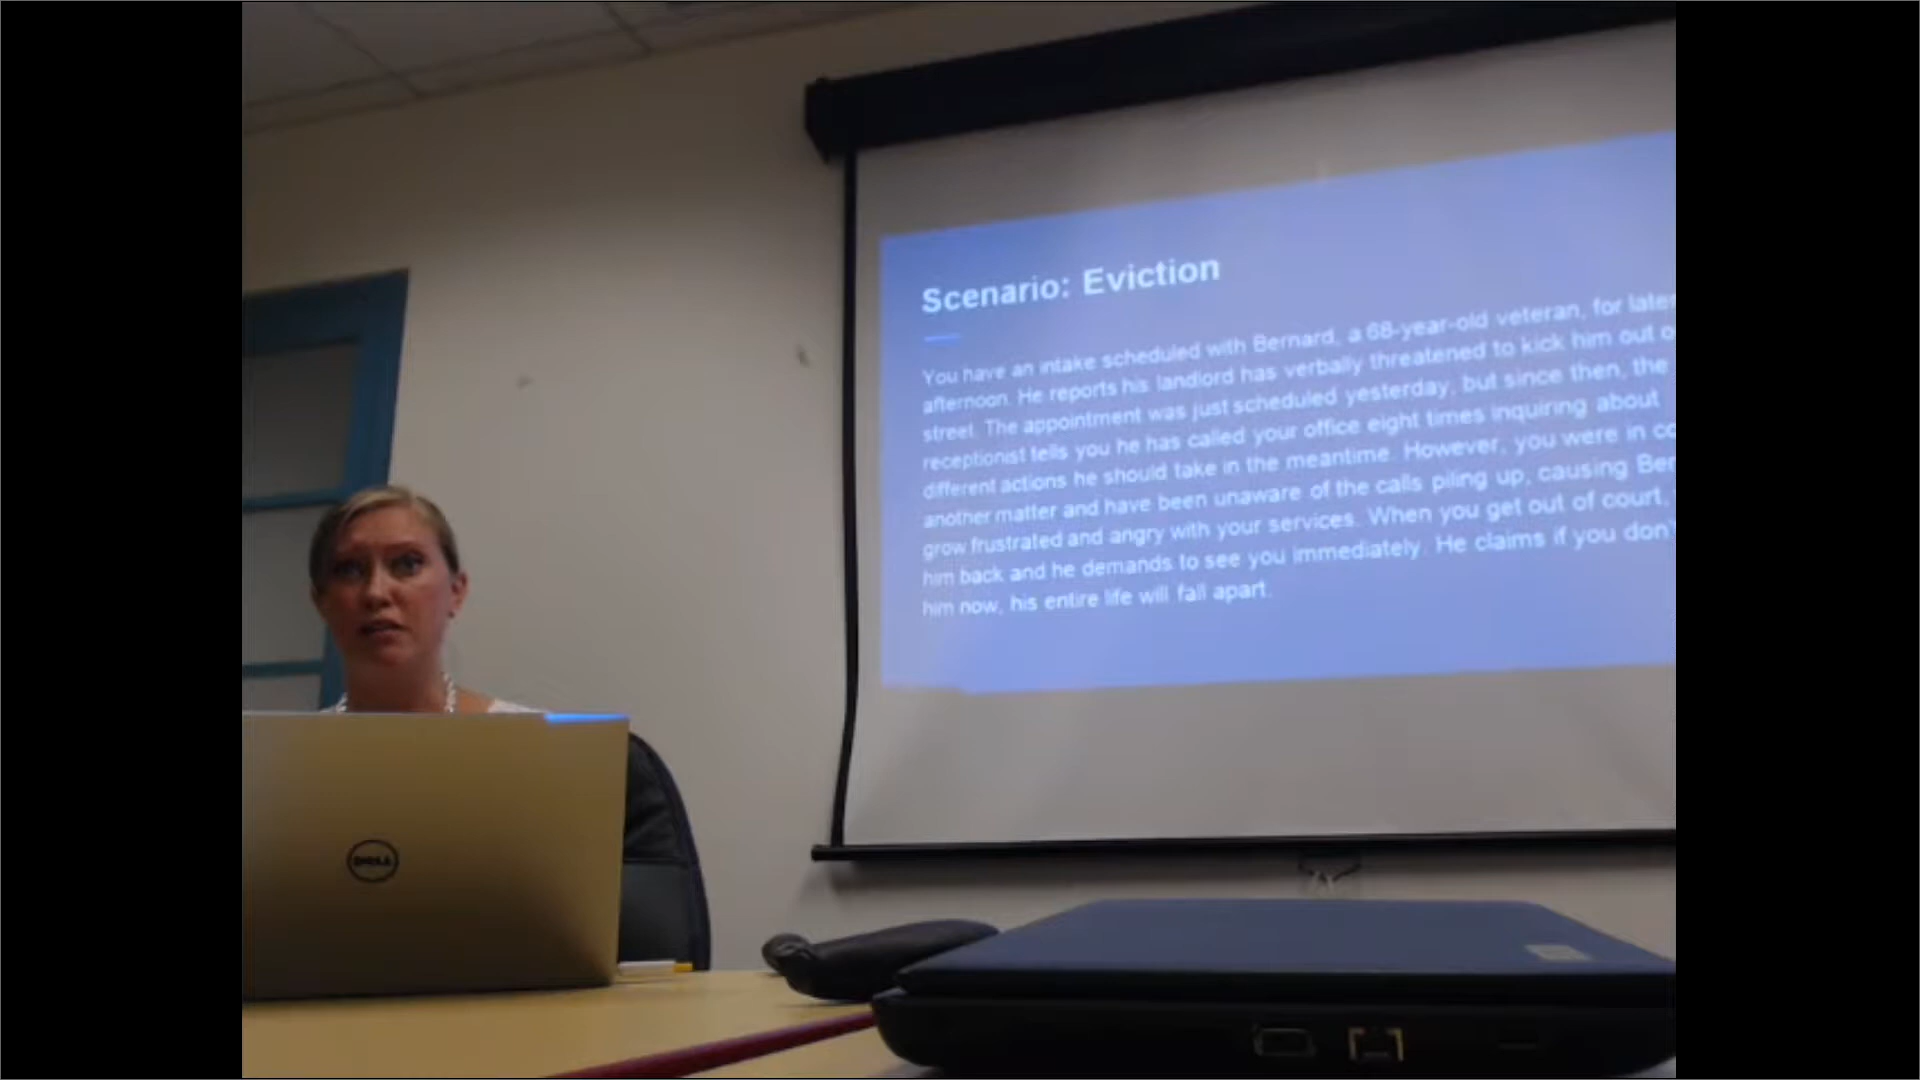 Scenario: Eviction
You have an intake scheduled with Bernard, a 68-year-old veteran, for later
afternoon. He reports his landlord has verbally threatened to kick him out o
street. The appointment was just scheduled yesterday, but since then, the
receptionist tells you he has called your office eight times inquiring about
different actions he should take in the meantime. However, you were in co
another matter and have been unaware of the calls piling up, causing Ber
grow frustrated and angry with your services. When you get out of court,
him back and he demands to see you immediately. He claims if you don'
him now, his entire life will fall apart.
DELL